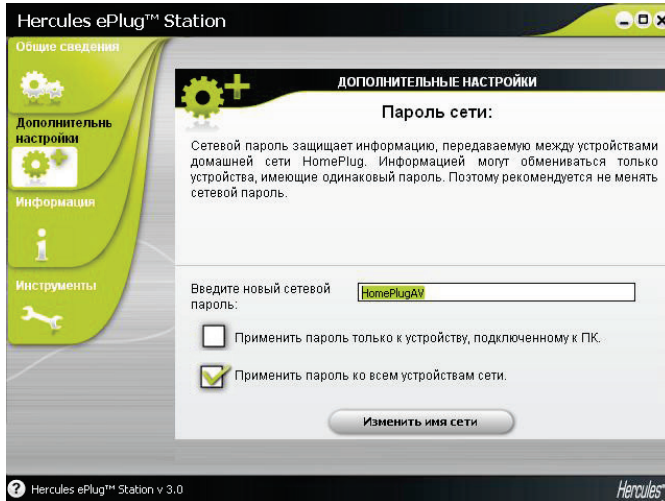 Hercules ePlug™ Station
Общие сведения
Дополнительнь
настройки
Информация
Инструменты
ДОПОЛНИТЕЛЬНЫЕ НАСТРОЙКИ
Пароль сети:
Сетевой пароль защищает информацию, передаваемую между устройствами
домашней сети HomePlug. Информацией могут обмениваться только
устройства, имеющие одинаковый пароль. Поэтому рекомендуется не менять
сетевой пароль.
Введите новый сетевой
пароль:
HomePlugAV
Применить пароль только к устройству, подключенному к ПК.
Применить пароль ко всем устройствам сети.
Изменить имя сети
? Hercules ePlug™ Station v 3.0
Hercules